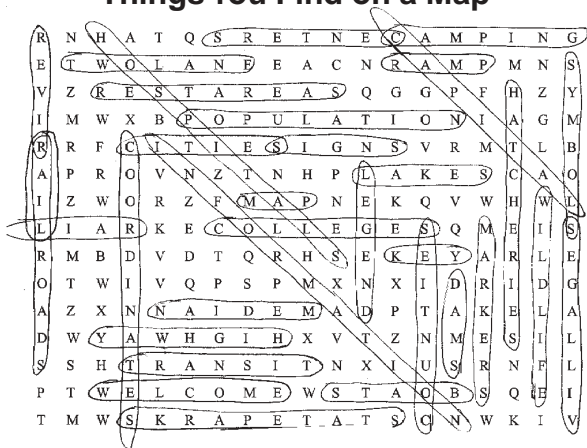 Things You Find on a Map
R N H A T Q S R E T N E C A M P I N G
E T W O L A N E E A C N R A M P M N S
V Z R E S T A R E A S Q G G P F H Z Y
I M W X B P O P U L A T I O N I A G M
R R F C I T I E S I G N S V R M T L B
A P R O V N Z T N H P L A K E S C A O
I Z W O R Z F M A P N E K Q V W H W L
L I A R K E C O L L E G E S Q M E I S
R M B D V D T Q R H S E K E Y A R L E
O T W I V Q P S P M X N X I D R I D G
A Z X N N A I D E M A D P T A K E L A
D W Y A W H G I H X V T Z N M E S I L
S S H T R A N S I T N X I U S R N F L
P T W E L C O M E W S T A O B S Q E I
T M W S K R A P E T A T S C N W K I V